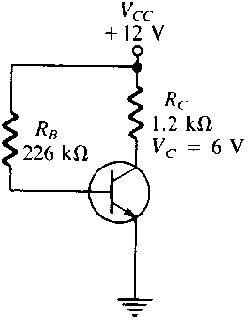 VCC
+12 V
RC
1.2 kΩ
VC = 6 V
RB
226 kΩ